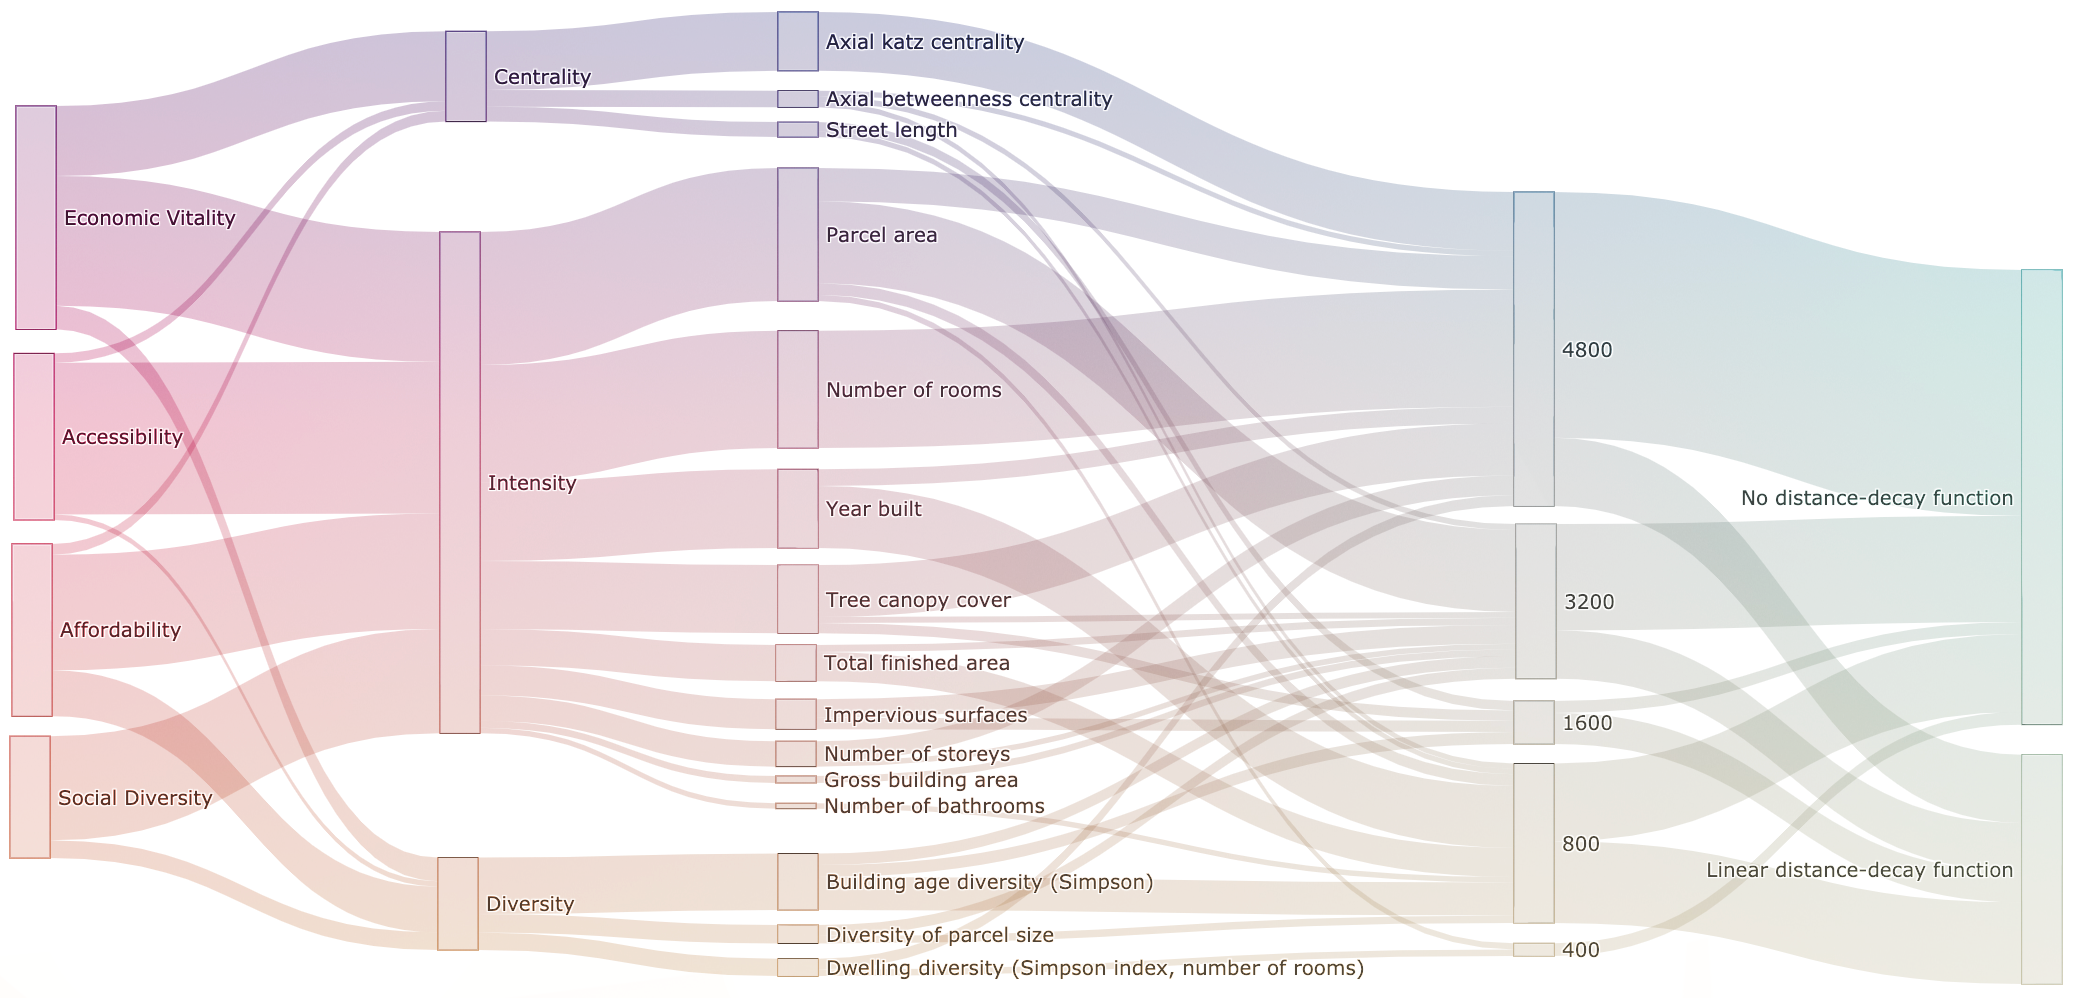 Economic Vitality
Accessibility
Affordability
Social Diversity
Centrality
Intensity
Diversity
Axial katz centrality
Axial betweenness centrality
Street length
Parcel area
Number of rooms
Year built
Tree canopy cover
Total finished area
Impervious surfaces
Number of storeys
Gross building area
Number of bathrooms
Building age diversity (Simpson)
Diversity of parcel size
Dwelling diversity (Simpson index, number of rooms)
4800
3200
1600
800
400
No distance-decay function
Linear distance-decay function